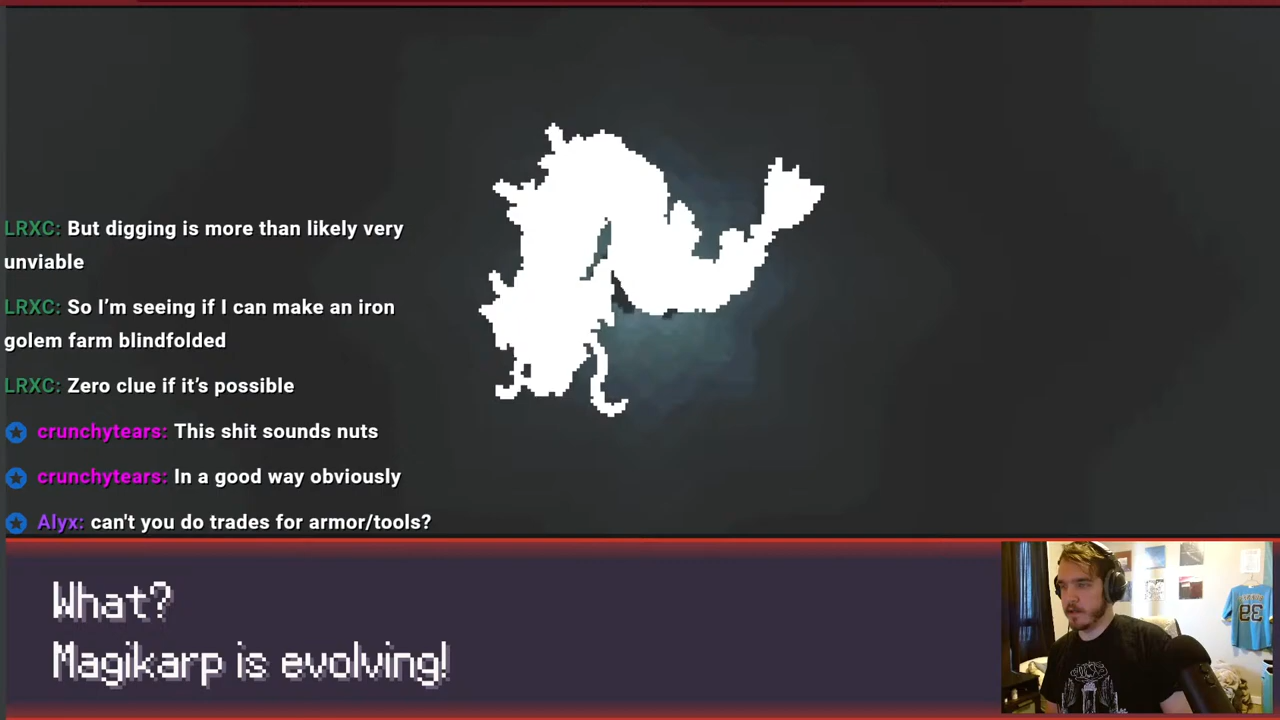 LRXC: But digging is more than likely very
unviable
LRXC: So I’m seeing if I can make an iron
golem farm blindfolded
LRXC: Zero clue if it’s possible
crunchytears: This shit sounds nuts
crunchytears: In a good way obviously
Alyx: can't you do trades for armor/tools?
What?
Magikarp is evolving!